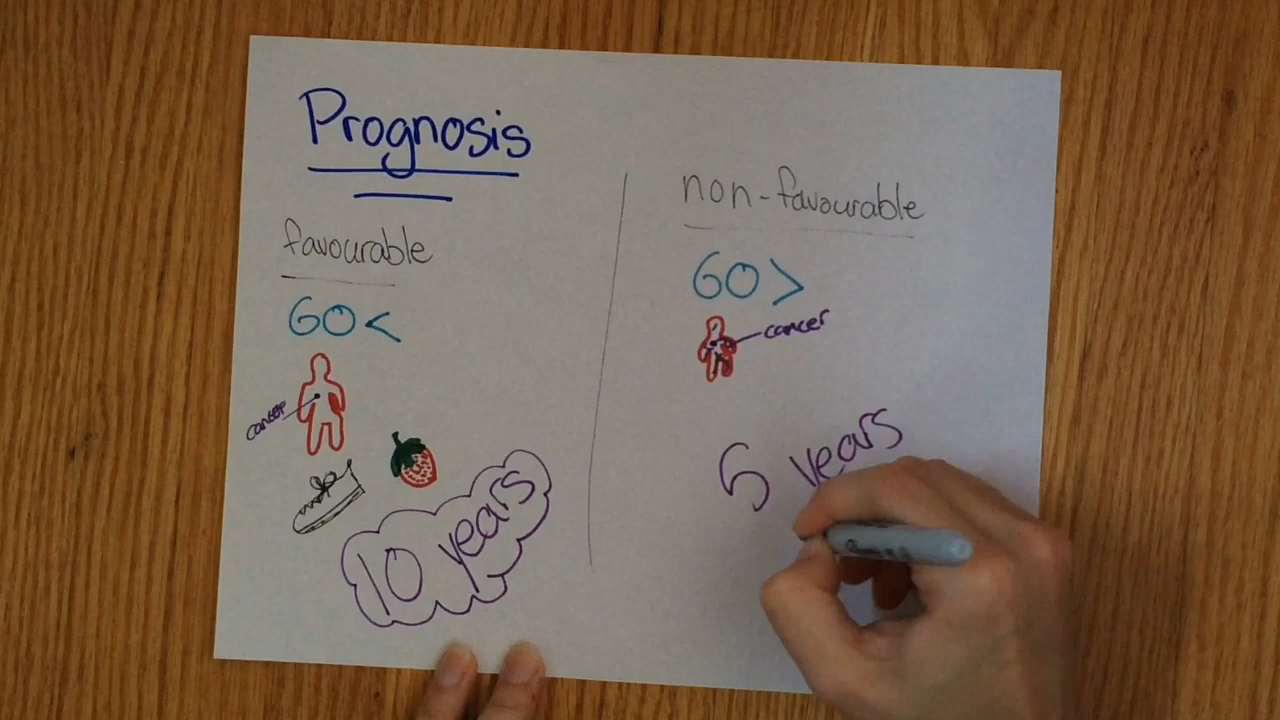 Prognosis
favourable
60<
cancer
10 years
non-favourable
60>
cancer
5 years